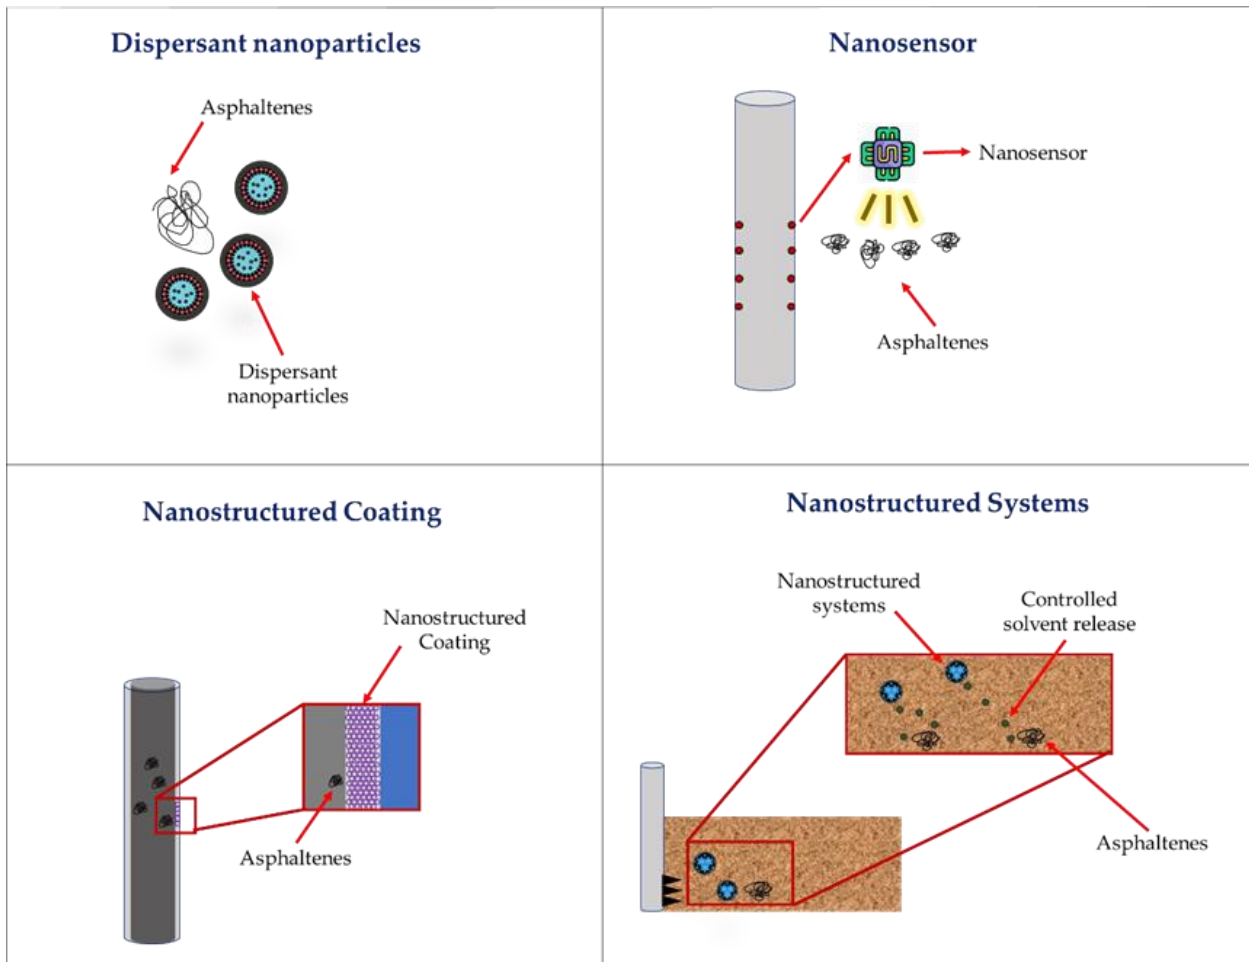 Dispersant nanoparticles
Asphaltenes
Dispersant
nanoparticles
Nanosensor
Nanosensor
Asphaltenes
Nanostructured Coating
Nanostructured
Coating
Asphaltenes
Nanostructured Systems
Nanostructured
systems
Controlled
solvent release
Asphaltenes